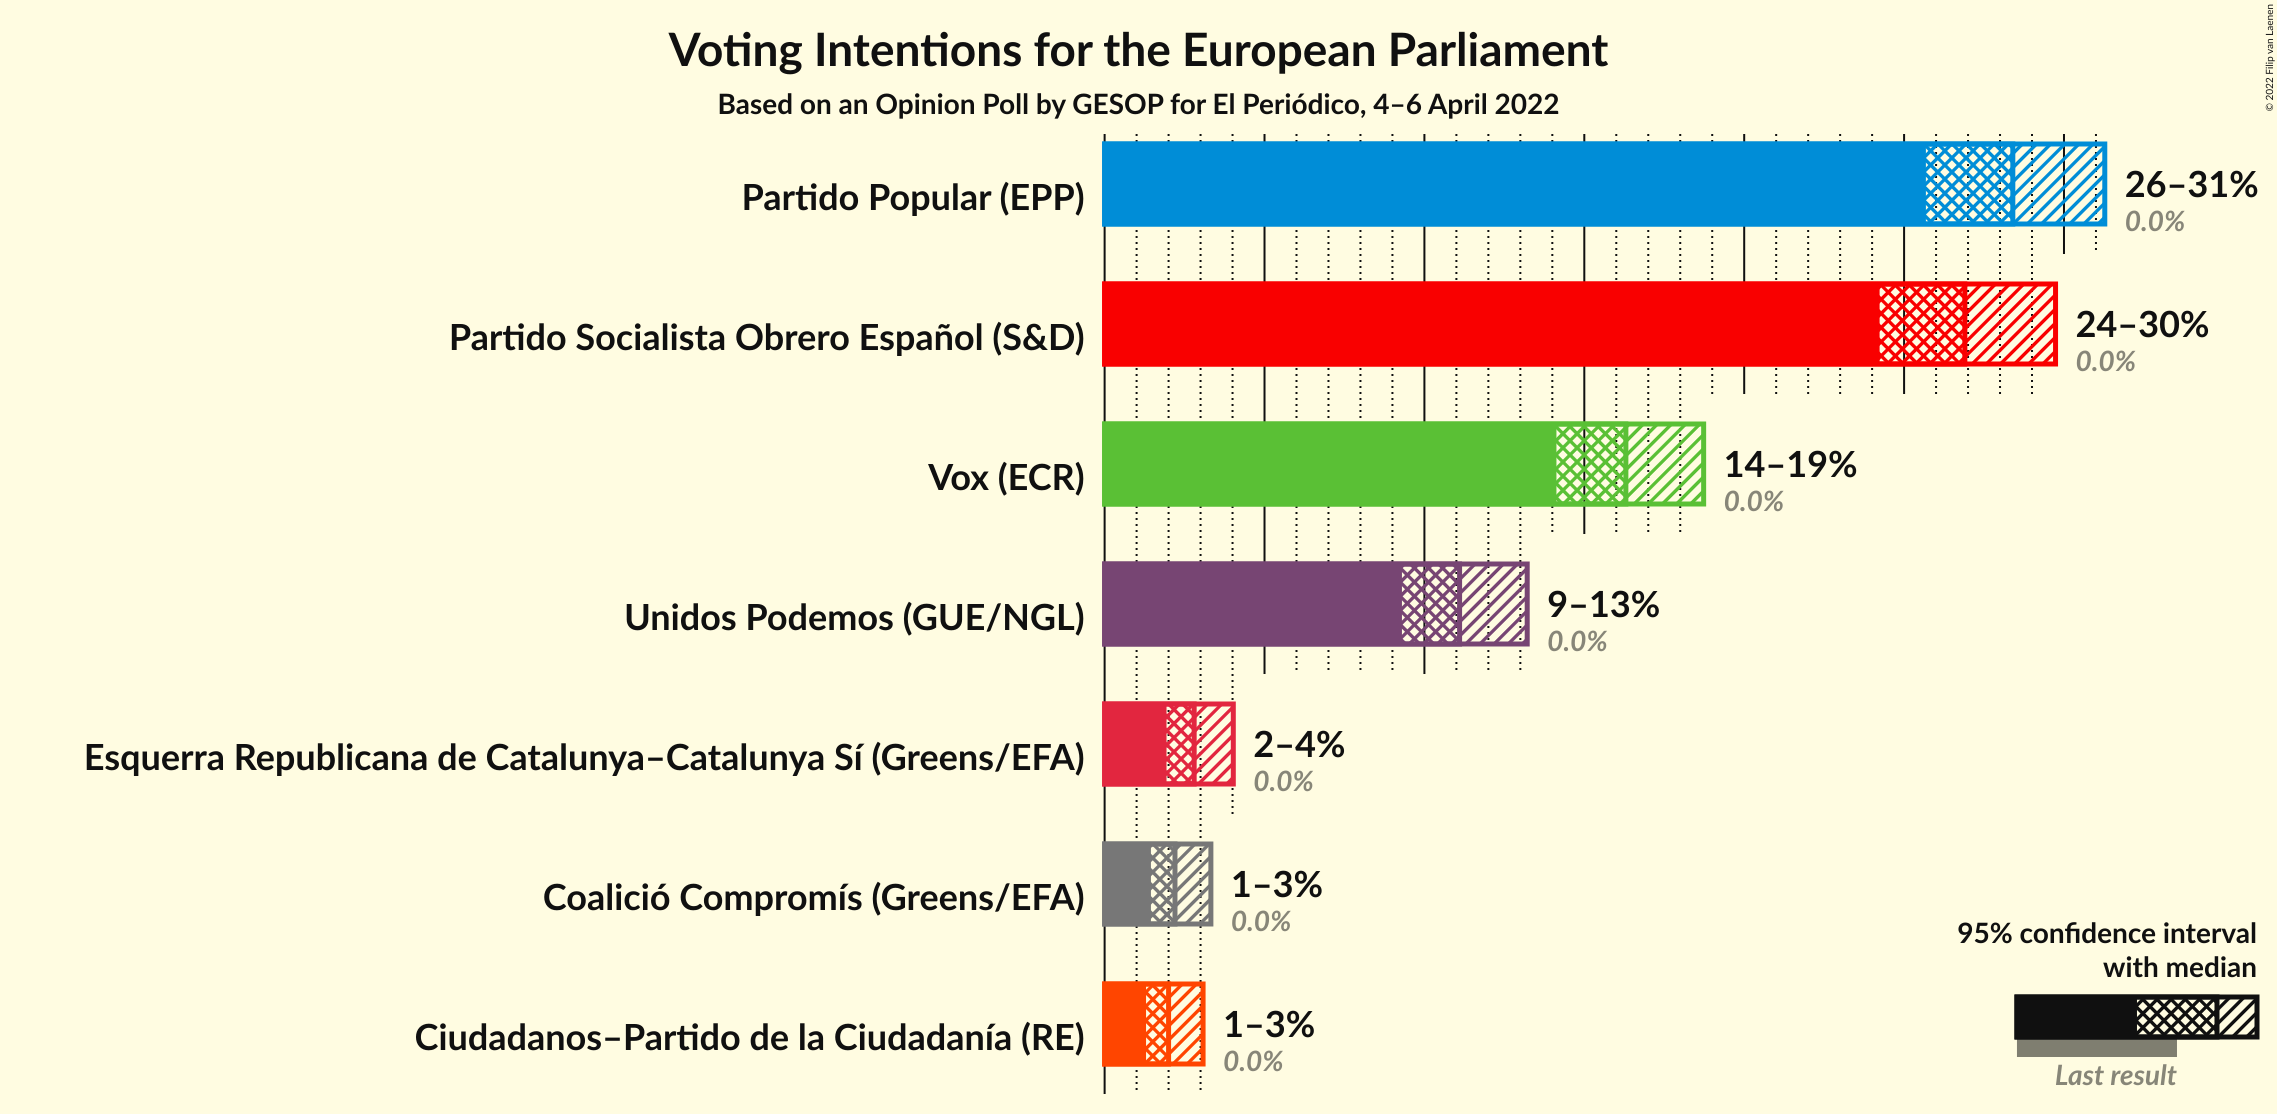 Voting Intentions for the European Parliament
Based on an Opinion Poll by GESOP for El Periódico, 4–6 April 2022
© 2022 Filip van Laenen
Partido Popular (EPP)
26–31%
0.0%
Partido Socialista Obrero Español (S&D)
24–30%
0.0%
Vox (ECR)
14–19%
0.0%
Unidos Podemos (GUE/NGL)
9–13%
0.0%
Esquerra Republicana de Catalunya–Catalunya Sí (Greens/EFA)
2–4%
0.0%
Coalició Compromís (Greens/EFA)
1–3%
0.0%
Ciudadanos–Partido de la Ciudadanía (RE)
1–3%
0.0%
95% confidence interval
with median
Last result